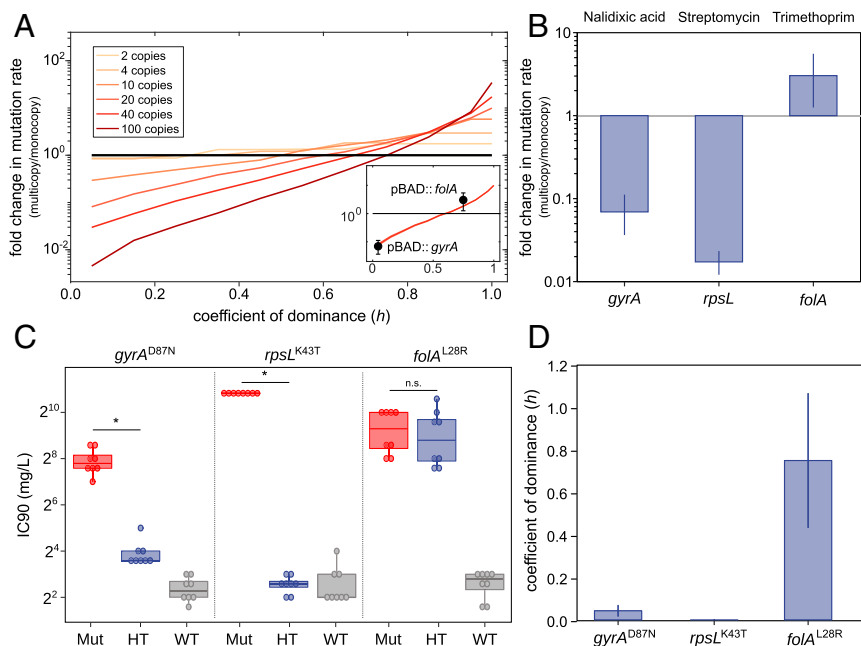 A
fold change in mutation rate
(multicopy/monocopy)
10^2
10^0
10^-2
2 copies
4 copies
10 copies
20 copies
40 copies
100 copies
pBAD::folA
10^0
pBAD::gyrA
0 0.5 1
0.0 0.2 0.4 0.6 0.8 1.0
coefficient of dominance (h)
B
Nalidixic acid Streptomycin Trimethoprim
fold change in mutation rate
(multicopy/monocopy)
10
1
0.1
0.01
gyrA rpsL folA
C
gyrA^D87N rpsL^K43T folA^L28R
* * n.s.
IC90 (mg/L)
2^10
2^8
2^6
2^4
2^2
Mut HT WT Mut HT WT Mut HT WT
D
coefficient of dominance (h)
1.2
1.0
0.8
0.6
0.4
0.2
0.0
gyrA^D87N rpsL^K43T folA^L28R